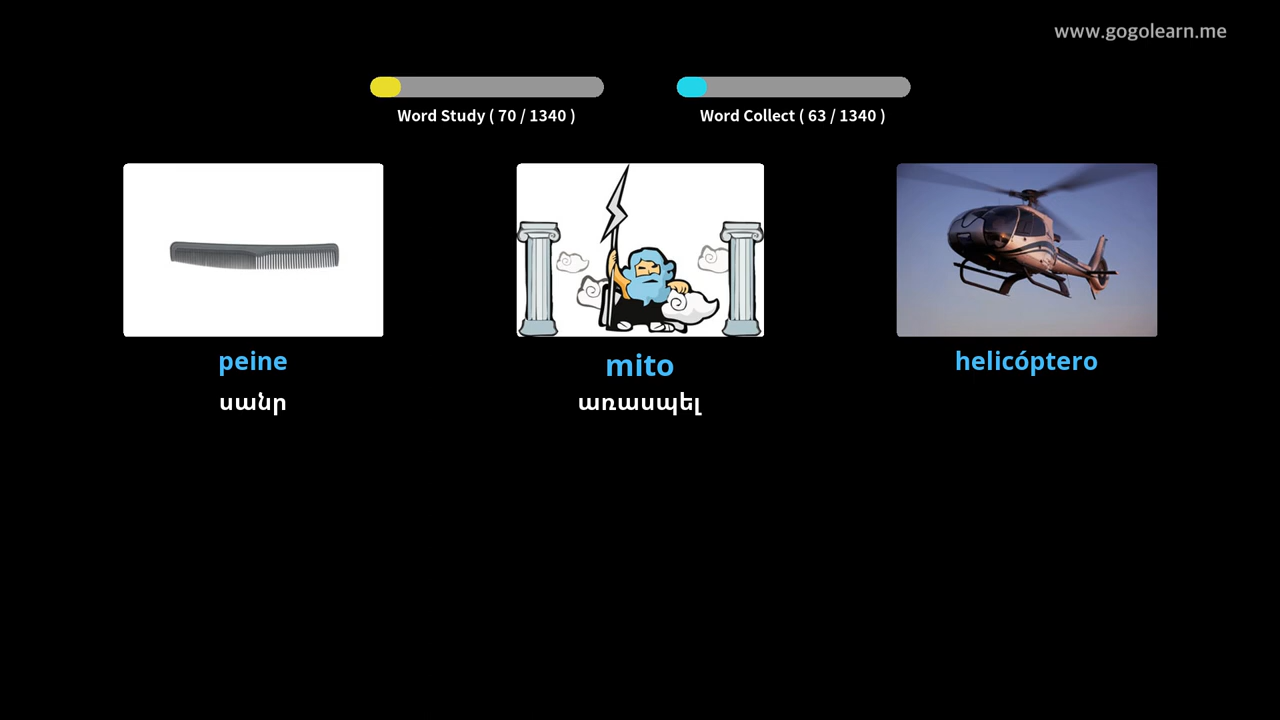 www.gogolearn.me
Word Study ( 70 / 1340 )
Word Collect ( 63 / 1340 )
peine
mito
helicóptero
սանր
առասպել